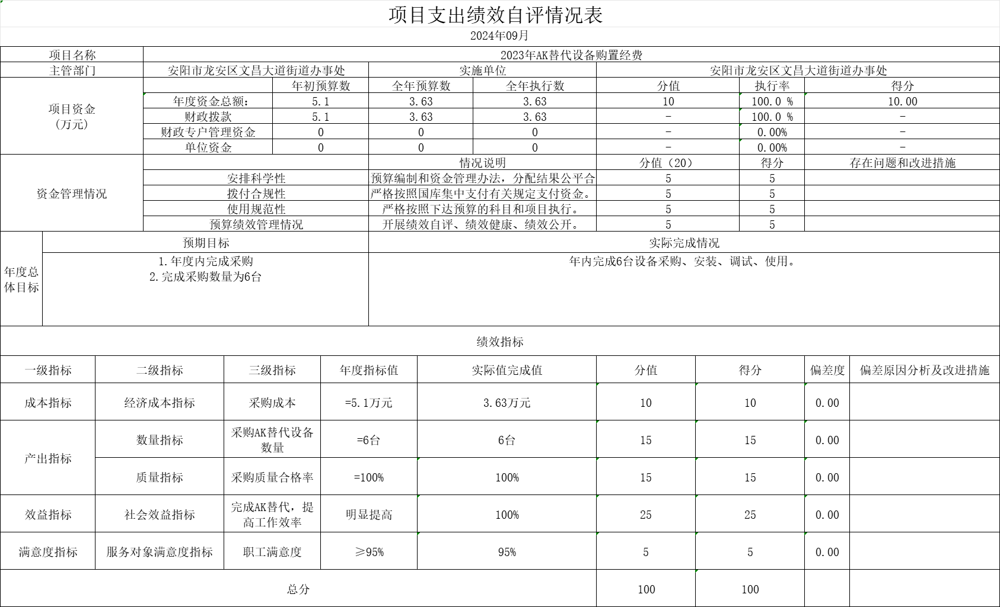 项目支出绩效自评情况表
2024年09月
项目名称 2023年AK替代设备购置经费
主管部门 安阳市龙安区文昌大道街道办事处 实施单位 安阳市龙安区文昌大道街道办事处
项目资金
(万元)
年初预算数 全年预算数 全年执行数 分值 执行率 得分
年度资金总额： 5.1 3.63 3.63 10 100.0 % 10.00
财政拨款 5.1 3.63 3.63 － 100.0 % －
财政专户管理资金 0 0 0 － 0.00% －
单位资金 0 0 0 － 0.00% －
资金管理情况
情况说明 分值（20） 得分 存在问题和改进措施
安排科学性 预算编制和资金管理办法，分配结果公平合 5 5
拨付合规性 严格按照国库集中支付有关规定支付资金。 5 5
使用规范性 严格按照下达预算的科目和项目执行。 5 5
预算绩效管理情况 开展绩效自评、绩效健康、绩效公开。 5 5
年度总
体目标
预期目标 实际完成情况
1.年度内完成采购
2.完成采购数量为6台
年内完成6台设备采购、安装、调试、使用。
绩效指标
一级指标 二级指标 三级指标 年度指标值 实际值完成值 分值 得分 偏差度 偏差原因分析及改进措施
成本指标 经济成本指标 采购成本 =5.1万元 3.63万元 10 10 0.00
产出指标
数量指标 采购AK替代设备
数量 =6台 6台 15 15 0.00
质量指标 采购质量合格率 =100% 100% 15 15 0.00
效益指标 社会效益指标 完成AK替代，提
高工作效率 明显提高 100% 25 25 0.00
满意度指标 服务对象满意度指标 职工满意度 ≥95% 95% 5 5 0.00
总分 100 100